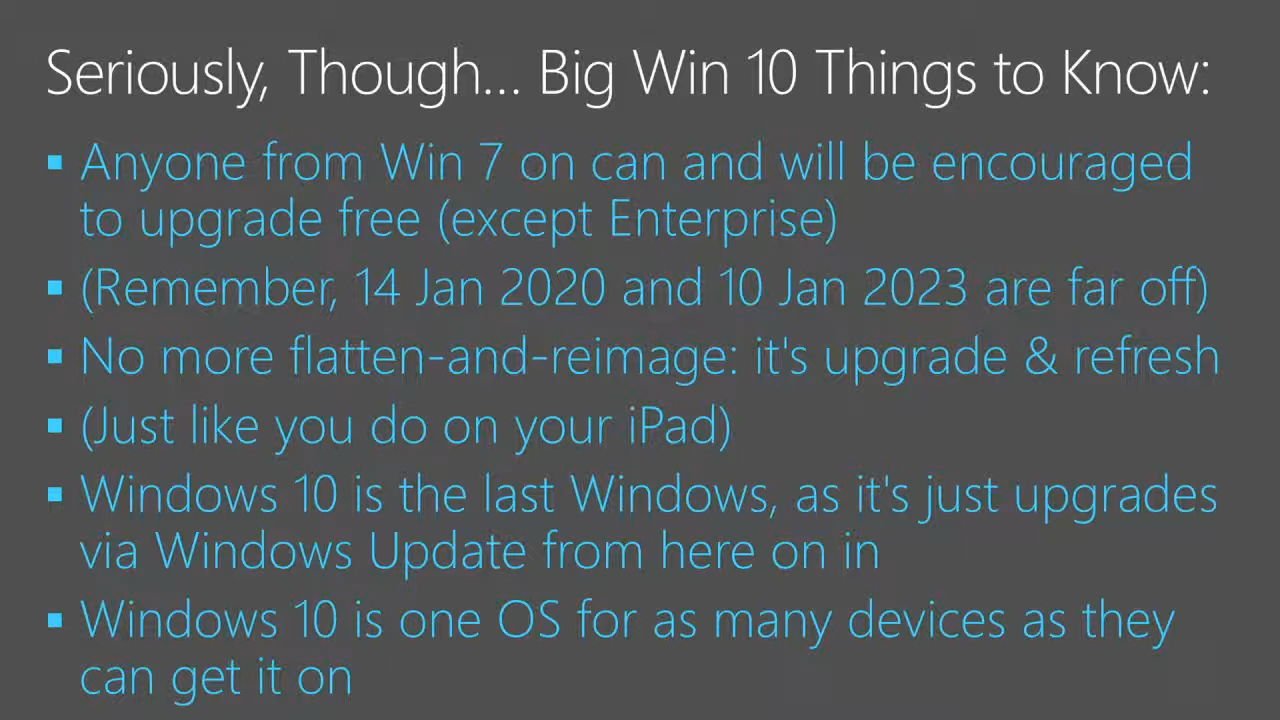 Seriously, Though... Big Win 10 Things to Know:
▪ Anyone from Win 7 on can and will be encouraged
to upgrade free (except Enterprise)
▪ (Remember, 14 Jan 2020 and 10 Jan 2023 are far off)
▪ No more flatten-and-reimage: it's upgrade & refresh
▪ (Just like you do on your iPad)
▪ Windows 10 is the last Windows, as it's just upgrades
via Windows Update from here on in
▪ Windows 10 is one OS for as many devices as they
can get it on